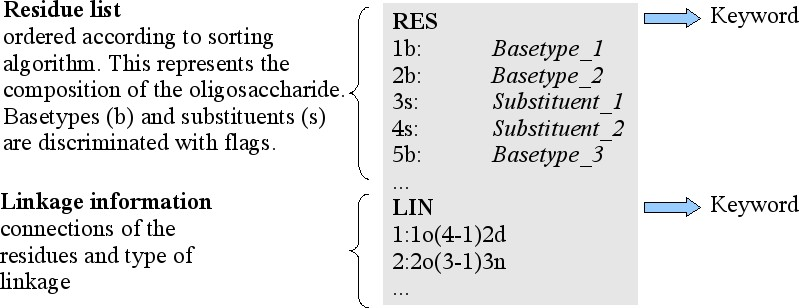 Residue list
ordered according to sorting
algorithm. This represents the
composition of the oligosaccharide.
Basetypes (b) and substituents (s)
are discriminated with flags.
RES
1b: Basetype_1
2b: Basetype_2
3s: Substituent_1
4s: Substituent_2
5b: Basetype_3
...
Keyword
Linkage information
connections of the
residues and type of
linkage
LIN
1:1o(4-1)2d
2:2o(3-1)3n
...
Keyword